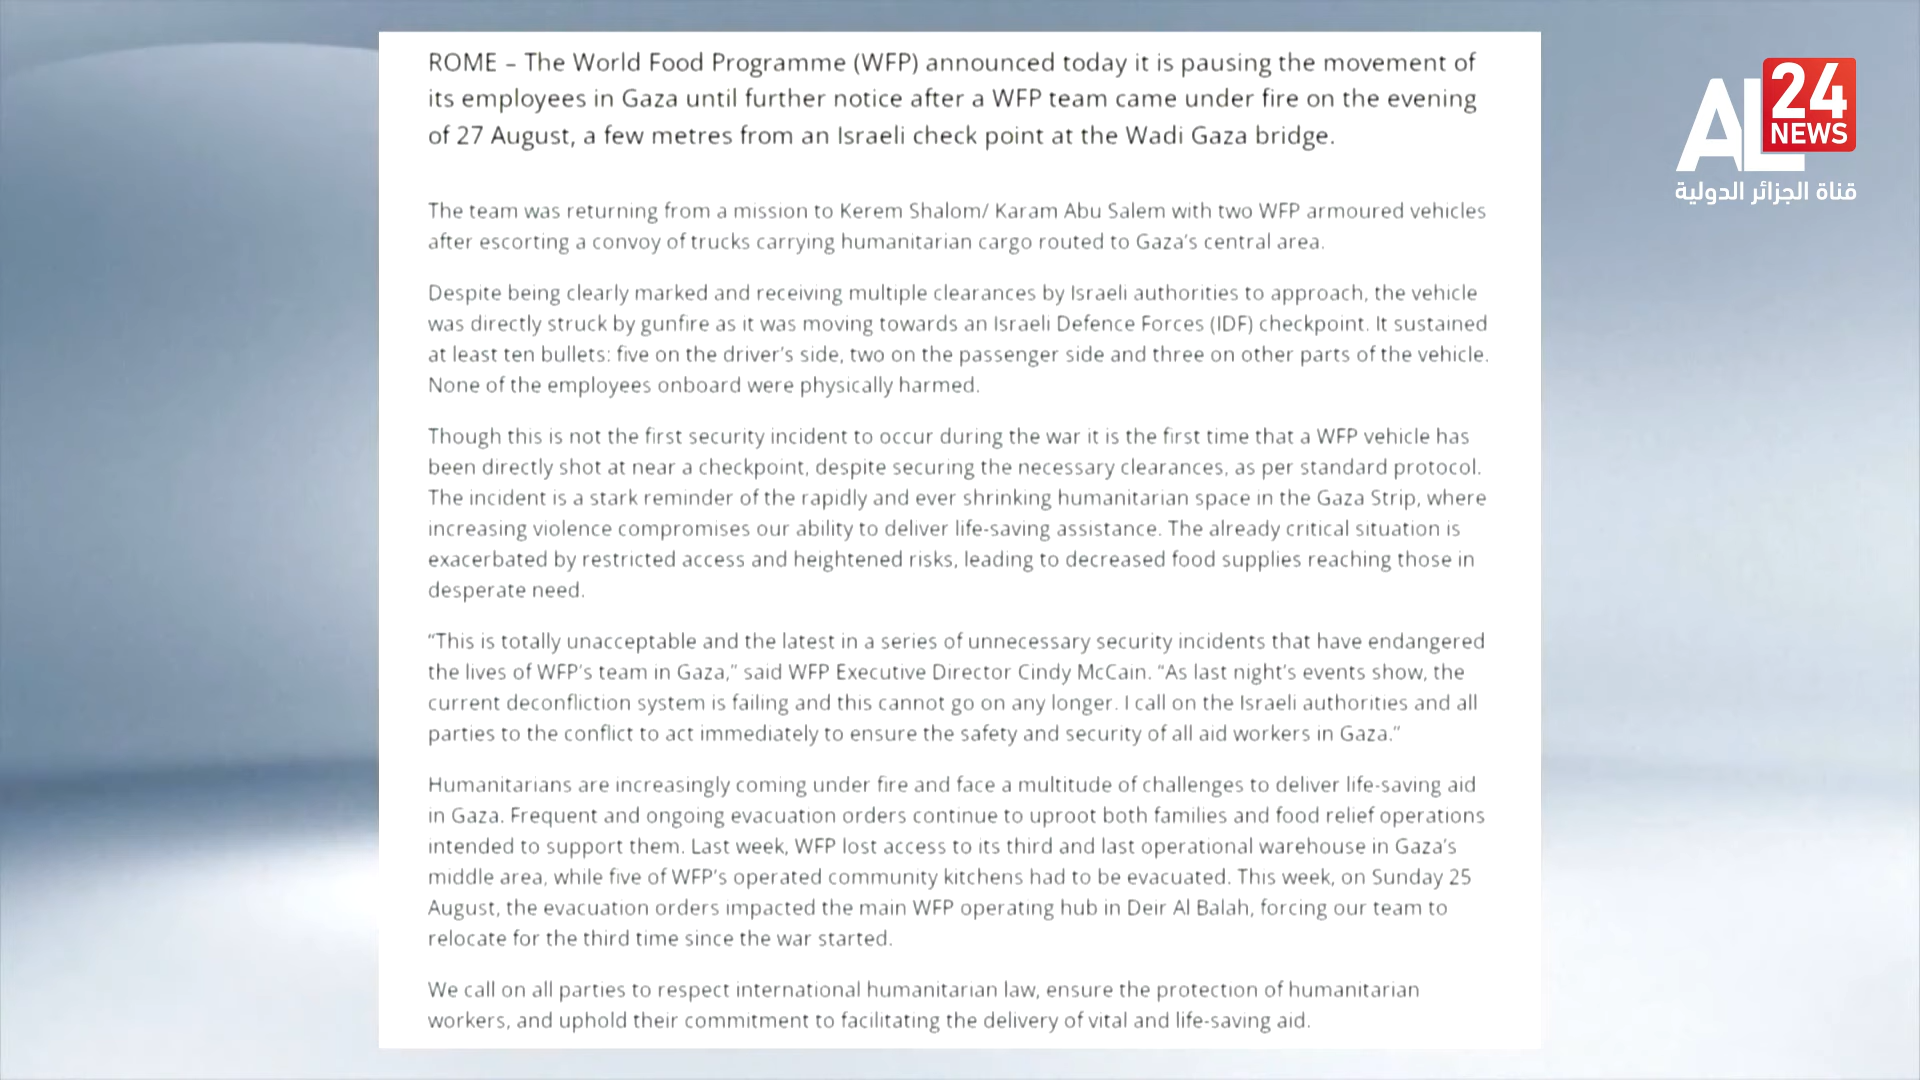 ROME – The World Food Programme (WFP) announced today it is pausing the movement of
its employees in Gaza until further notice after a WFP team came under fire on the evening
of 27 August, a few metres from an Israeli check point at the Wadi Gaza bridge.
The team was returning from a mission to Kerem Shalom/ Karam Abu Salem with two WFP armoured vehicles
after escorting a convoy of trucks carrying humanitarian cargo routed to Gaza's central area.
Despite being clearly marked and receiving multiple clearances by Israeli authorities to approach, the vehicle
was directly struck by gunfire as it was moving towards an Israeli Defence Forces (IDF) checkpoint. It sustained
at least ten bullets: five on the driver's side, two on the passenger side and three on other parts of the vehicle.
None of the employees onboard were physically harmed.
Though this is not the first security incident to occur during the war it is the first time that a WFP vehicle has
been directly shot at near a checkpoint, despite securing the necessary clearances, as per standard protocol.
The incident is a stark reminder of the rapidly and ever shrinking humanitarian space in the Gaza Strip, where
increasing violence compromises our ability to deliver life-saving assistance. The already critical situation is
exacerbated by restricted access and heightened risks, leading to decreased food supplies reaching those in
desperate need.
“This is totally unacceptable and the latest in a series of unnecessary security incidents that have endangered
the lives of WFP's team in Gaza,” said WFP Executive Director Cindy McCain. “As last night's events show, the
current deconfliction system is failing and this cannot go on any longer. I call on the Israeli authorities and all
parties to the conflict to act immediately to ensure the safety and security of all aid workers in Gaza.”
Humanitarians are increasingly coming under fire and face a multitude of challenges to deliver life-saving aid
in Gaza. Frequent and ongoing evacuation orders continue to uproot both families and food relief operations
intended to support them. Last week, WFP lost access to its third and last operational warehouse in Gaza's
middle area, while five of WFP's operated community kitchens had to be evacuated. This week, on Sunday 25
August, the evacuation orders impacted the main WFP operating hub in Deir Al Balah, forcing our team to
relocate for the third time since the war started.
We call on all parties to respect international humanitarian law, ensure the protection of humanitarian
workers, and uphold their commitment to facilitating the delivery of vital and life-saving aid.
AL 24
NEWS
قناة الجزائر الدولية